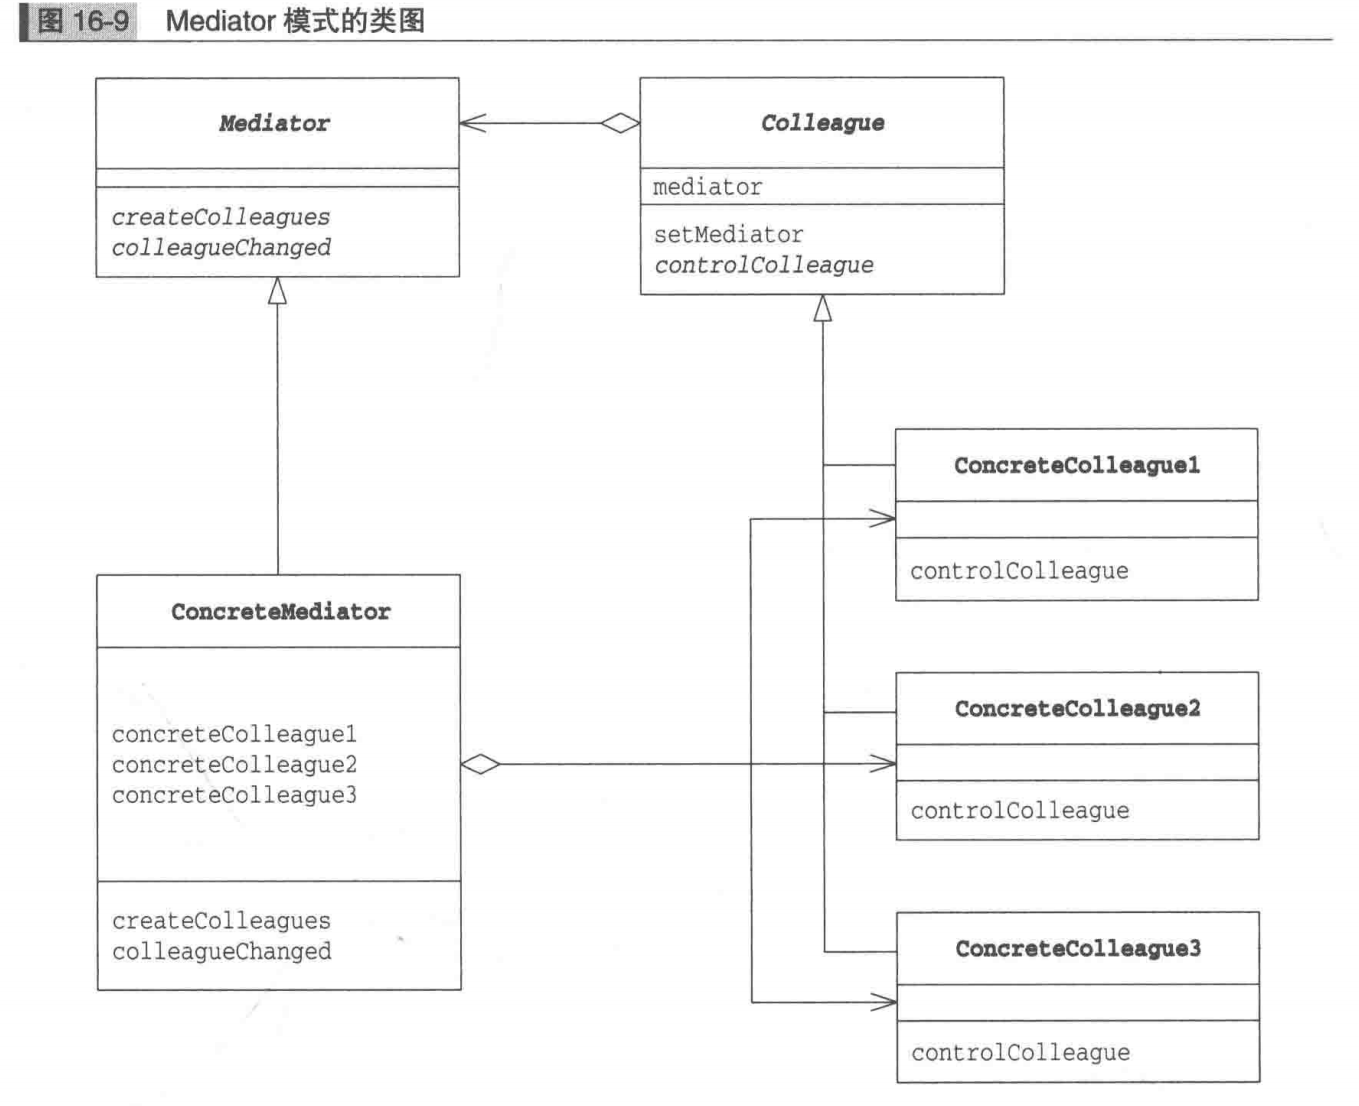 图 16-9 Mediator 模式的类图
Mediator
createColleagues
colleagueChanged
Colleague
mediator
setMediator
controlColleague
ConcreteColleague1
controlColleague
ConcreteMediator
concreteColleague1
concreteColleague2
concreteColleague3
createColleagues
colleagueChanged
ConcreteColleague2
controlColleague
ConcreteColleague3
controlColleague